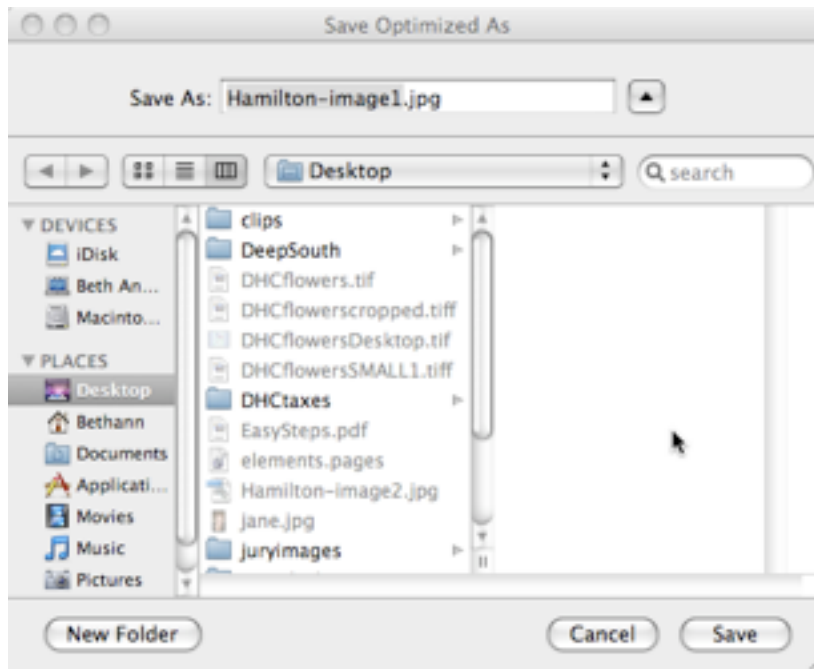 Save Optimized As
Save As: Hamilton-image1.jpg
Desktop
search
DEVICES
iDisk
Beth An...
Macinto...
PLACES
Desktop
Bethann
Documents
Applicati...
Movies
Music
Pictures
clips
DeepSouth
DHCflowers.tif
DHCflowerscropped.tiff
DHCflowersDesktop.tif
DHCflowersSMALL1.tiff
DHCtaxes
EasySteps.pdf
elements.pages
Hamilton-image2.jpg
jane.jpg
juryimages
New Folder
Cancel
Save